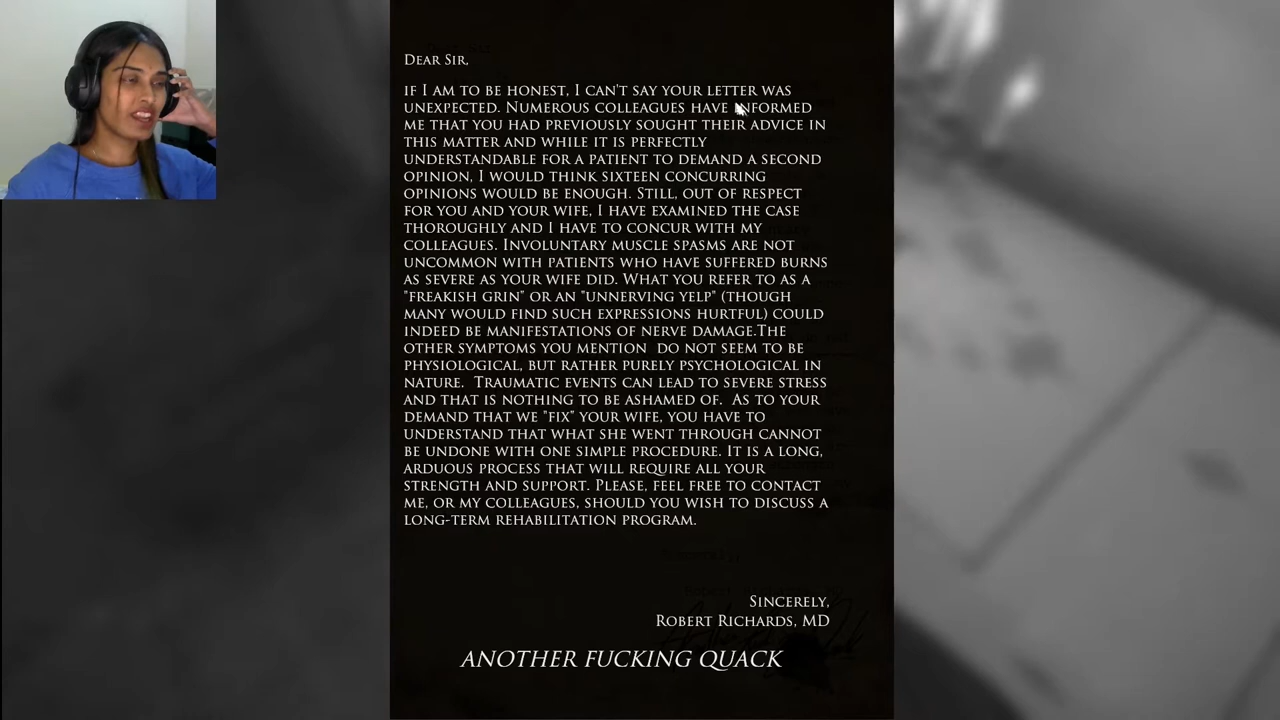 DEAR SIR,
IF I AM TO BE HONEST, I CAN'T SAY YOUR LETTER WAS
UNEXPECTED. NUMEROUS COLLEAGUES HAVE INFORMED
ME THAT YOU HAD PREVIOUSLY SOUGHT THEIR ADVICE IN
THIS MATTER AND WHILE IT IS PERFECTLY
UNDERSTANDABLE FOR A PATIENT TO DEMAND A SECOND
OPINION, I WOULD THINK SIXTEEN CONCURRING
OPINIONS WOULD BE ENOUGH. STILL, OUT OF RESPECT
FOR YOU AND YOUR WIFE, I HAVE EXAMINED THE CASE
THOROUGHLY AND I HAVE TO CONCUR WITH MY
COLLEAGUES. INVOLUNTARY MUSCLE SPASMS ARE NOT
UNCOMMON WITH PATIENTS WHO HAVE SUFFERED BURNS
AS SEVERE AS YOUR WIFE DID. WHAT YOU REFER TO AS A
"FREAKISH GRIN" OR AN "UNNERVING YELP" (THOUGH
MANY WOULD FIND SUCH EXPRESSIONS HURTFUL) COULD
INDEED BE MANIFESTATIONS OF NERVE DAMAGE.THE
OTHER SYMPTOMS YOU MENTION  DO NOT SEEM TO BE
PHYSIOLOGICAL, BUT RATHER PURELY PSYCHOLOGICAL IN
NATURE.  TRAUMATIC EVENTS CAN LEAD TO SEVERE STRESS
AND THAT IS NOTHING TO BE ASHAMED OF.  AS TO YOUR
DEMAND THAT WE "FIX" YOUR WIFE, YOU HAVE TO
UNDERSTAND THAT WHAT SHE WENT THROUGH CANNOT
BE UNDONE WITH ONE SIMPLE PROCEDURE. IT IS A LONG,
ARDUOUS PROCESS THAT WILL REQUIRE ALL YOUR
STRENGTH AND SUPPORT. PLEASE, FEEL FREE TO CONTACT
ME, OR MY COLLEAGUES, SHOULD YOU WISH TO DISCUSS A
LONG-TERM REHABILITATION PROGRAM.
SINCERELY,
ROBERT RICHARDS, MD
ANOTHER FUCKING QUACK